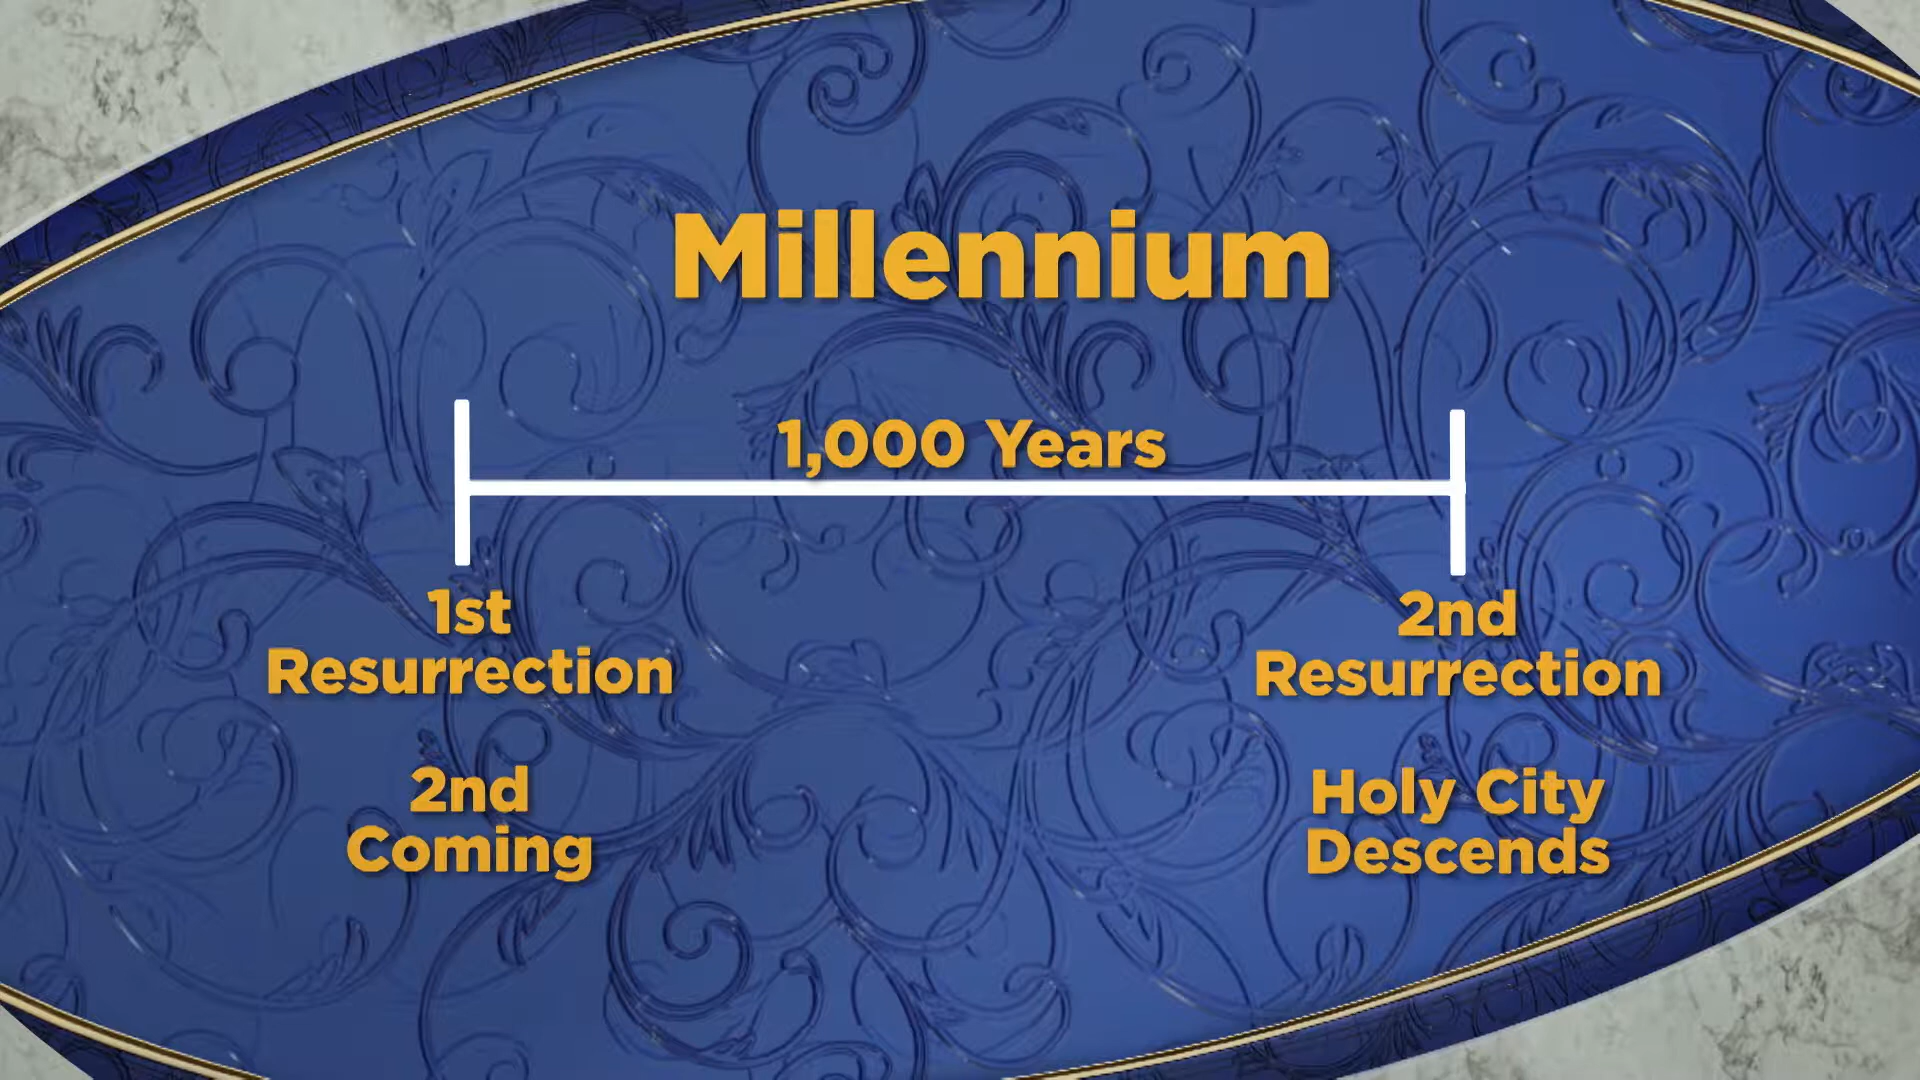 Millennium
1,000 Years
1st
Resurrection
2nd
Coming
2nd
Resurrection
Holy City
Descends